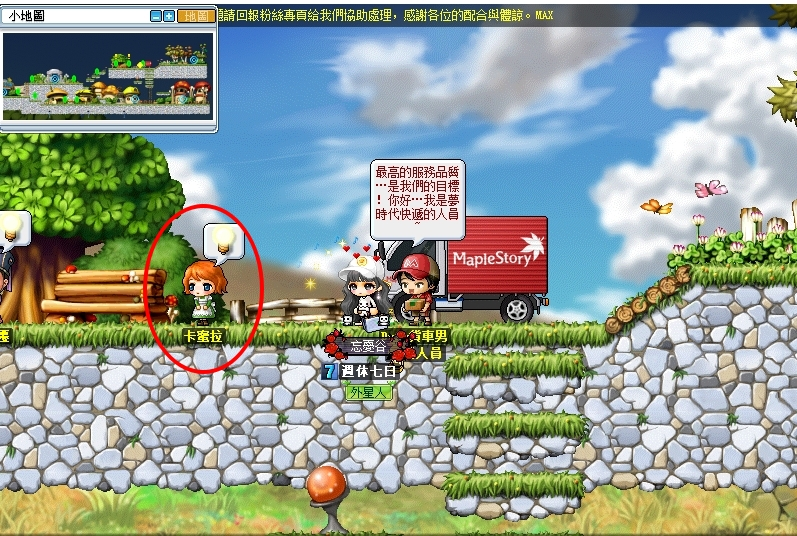 小地圖
地圖
請回報粉絲專頁給我們協助處理，感謝各位的配合與體諒。MAX
最高的服務品質
…是我們的目標
！你好…我是夢
時代快遞的人員
~
MapleStory
卡蜜拉
車男
人員
忘憂谷
7 週休七日
外星人